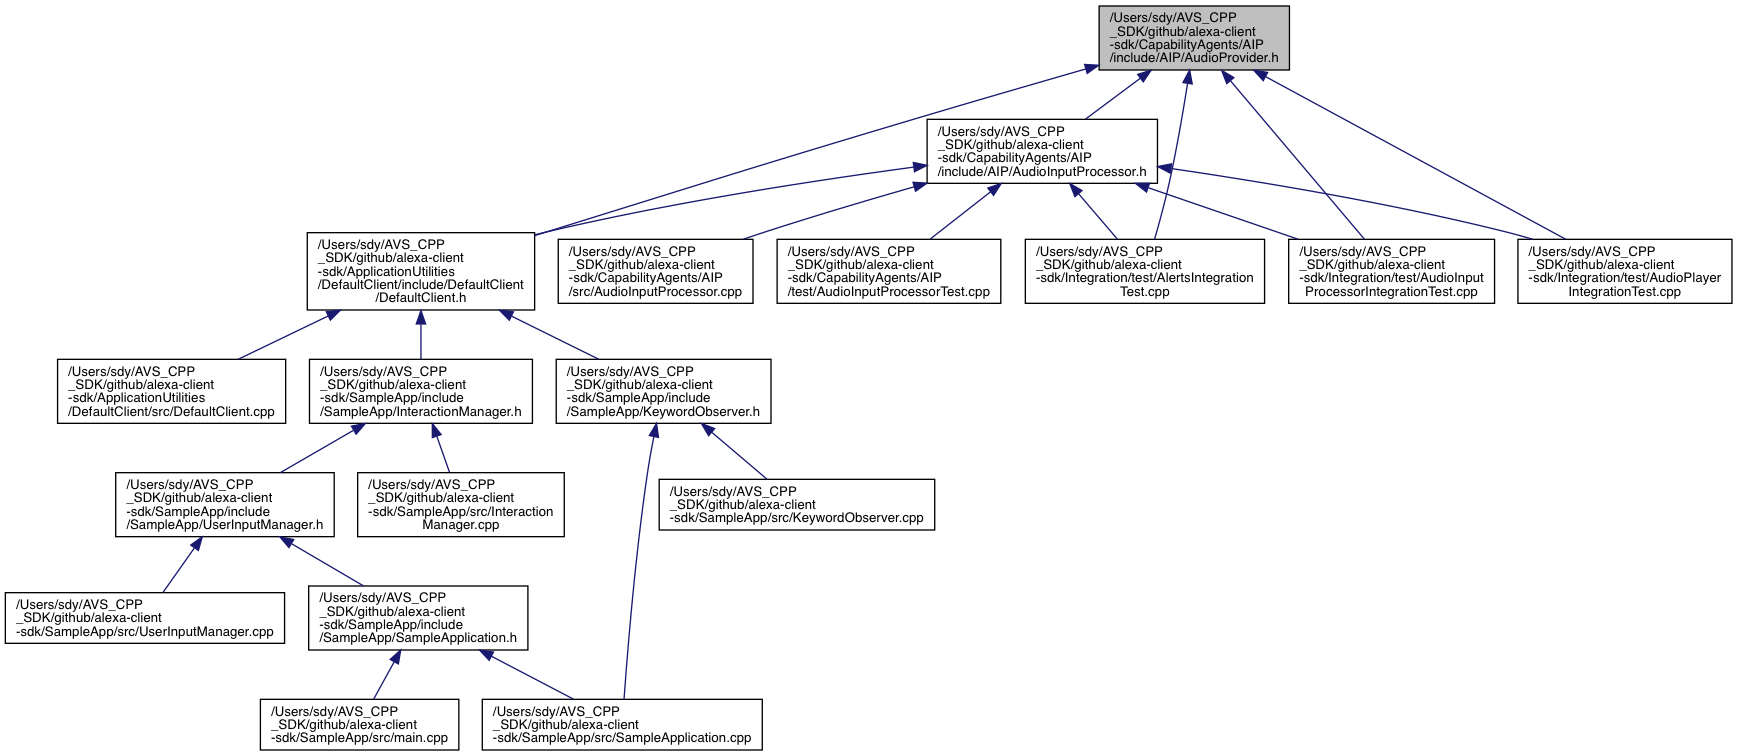 /Users/sdy/AVS_CPP
_SDK/github/alexa-client
-sdk/CapabilityAgents/AIP
/include/AIP/AudioProvider.h
/Users/sdy/AVS_CPP
_SDK/github/alexa-client
-sdk/CapabilityAgents/AIP
/include/AIP/AudioInputProcessor.h
/Users/sdy/AVS_CPP
_SDK/github/alexa-client
-sdk/ApplicationUtilities
/DefaultClient/include/DefaultClient
/DefaultClient.h
/Users/sdy/AVS_CPP
_SDK/github/alexa-client
-sdk/CapabilityAgents/AIP
/src/AudioInputProcessor.cpp
/Users/sdy/AVS_CPP
_SDK/github/alexa-client
-sdk/CapabilityAgents/AIP
/test/AudioInputProcessorTest.cpp
/Users/sdy/AVS_CPP
_SDK/github/alexa-client
-sdk/Integration/test/AlertsIntegration
Test.cpp
/Users/sdy/AVS_CPP
_SDK/github/alexa-client
-sdk/Integration/test/AudioInput
ProcessorIntegrationTest.cpp
/Users/sdy/AVS_CPP
_SDK/github/alexa-client
-sdk/Integration/test/AudioPlayer
IntegrationTest.cpp
/Users/sdy/AVS_CPP
_SDK/github/alexa-client
-sdk/ApplicationUtilities
/DefaultClient/src/DefaultClient.cpp
/Users/sdy/AVS_CPP
_SDK/github/alexa-client
-sdk/SampleApp/include
/SampleApp/InteractionManager.h
/Users/sdy/AVS_CPP
_SDK/github/alexa-client
-sdk/SampleApp/include
/SampleApp/KeywordObserver.h
/Users/sdy/AVS_CPP
_SDK/github/alexa-client
-sdk/SampleApp/include
/SampleApp/UserInputManager.h
/Users/sdy/AVS_CPP
_SDK/github/alexa-client
-sdk/SampleApp/src/Interaction
Manager.cpp
/Users/sdy/AVS_CPP
_SDK/github/alexa-client
-sdk/SampleApp/src/KeywordObserver.cpp
/Users/sdy/AVS_CPP
_SDK/github/alexa-client
-sdk/SampleApp/src/UserInputManager.cpp
/Users/sdy/AVS_CPP
_SDK/github/alexa-client
-sdk/SampleApp/include
/SampleApp/SampleApplication.h
/Users/sdy/AVS_CPP
_SDK/github/alexa-client
-sdk/SampleApp/src/main.cpp
/Users/sdy/AVS_CPP
_SDK/github/alexa-client
-sdk/SampleApp/src/SampleApplication.cpp